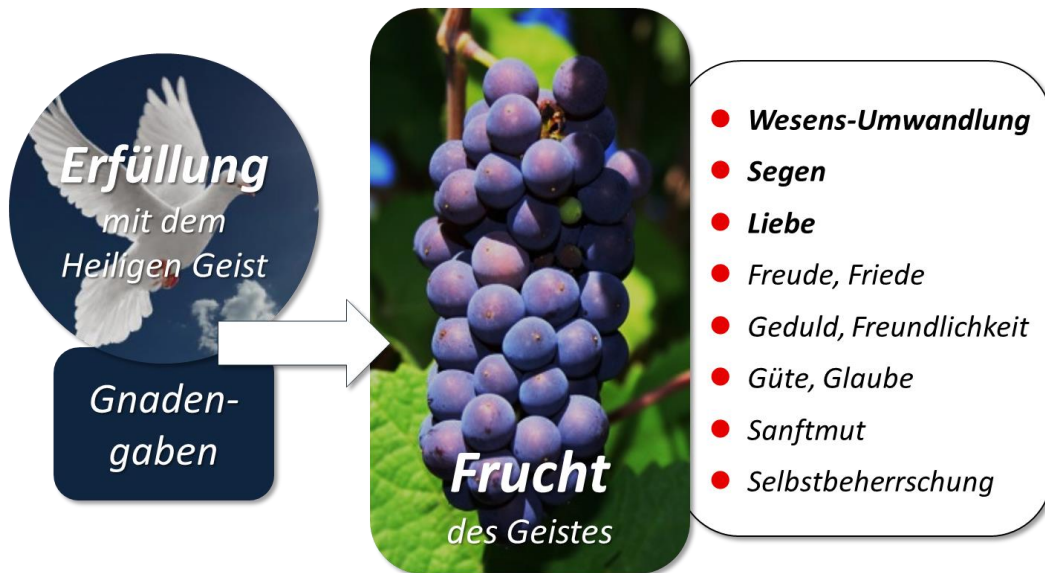 Erfüllung
mit dem
Heiligen Geist
Gnaden-
gaben
Frucht
des Geistes
Wesens-Umwandlung
Segen
Liebe
Freude, Friede
Geduld, Freundlichkeit
Güte, Glaube
Sanftmut
Selbstbeherrschung